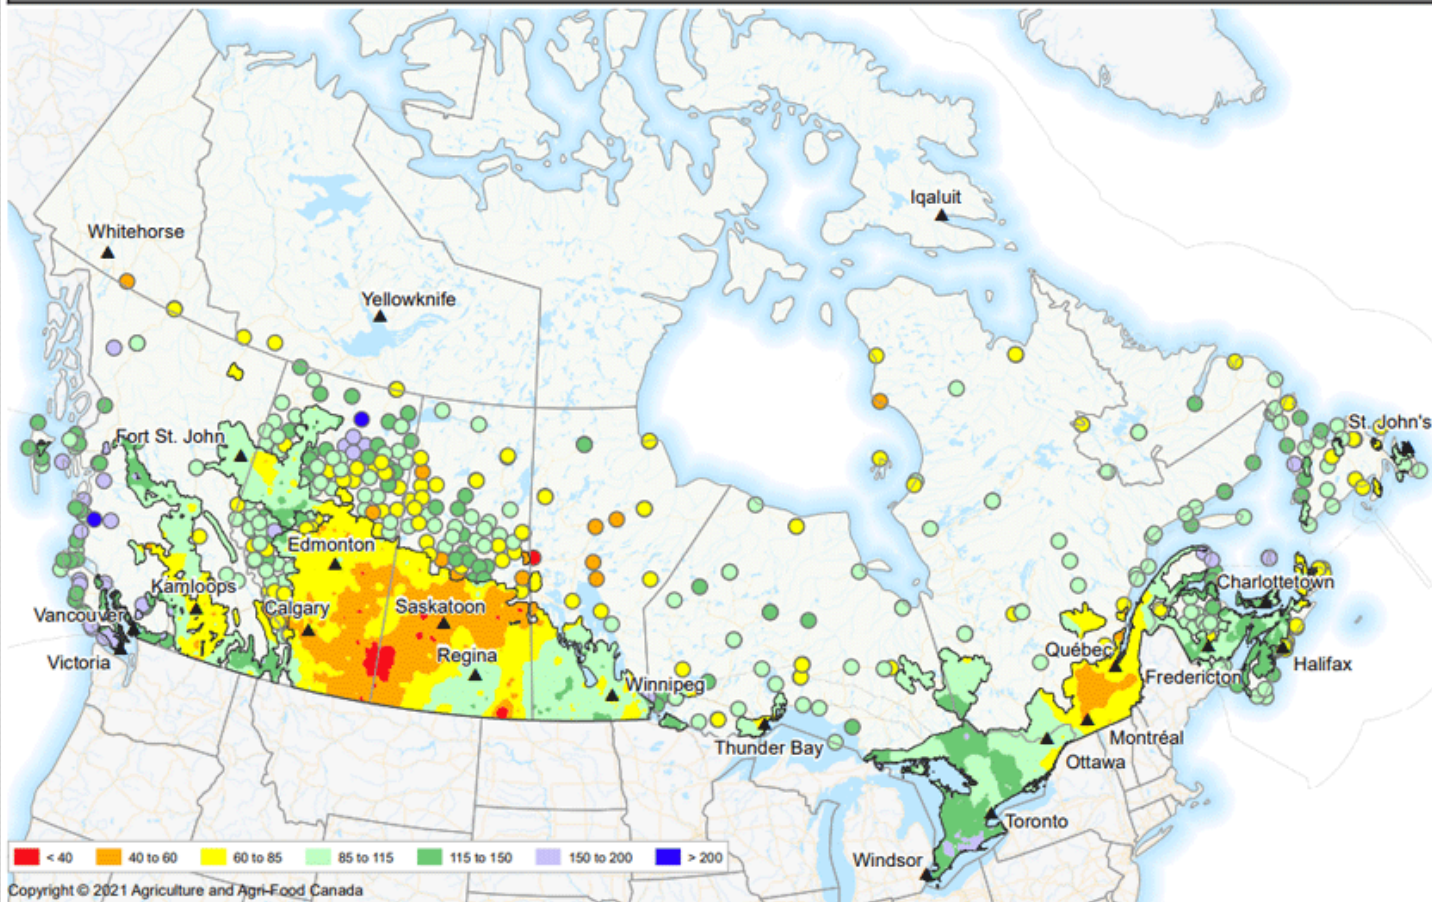 Iqaluit
Whitehorse
Yellowknife
Fort St. John
St. John's
Edmonton
Kamloops
Calgary
Saskatoon
Charlottetown
Vancouver
Victoria
Regina
Québec
Halifax
Winnipeg
Fredericton
Thunder Bay
Montréal
Ottawa
Toronto
Windsor
< 40 40 to 60 60 to 85 85 to 115 115 to 150 150 to 200 > 200
Copyright © 2021 Agriculture and Agri-Food Canada